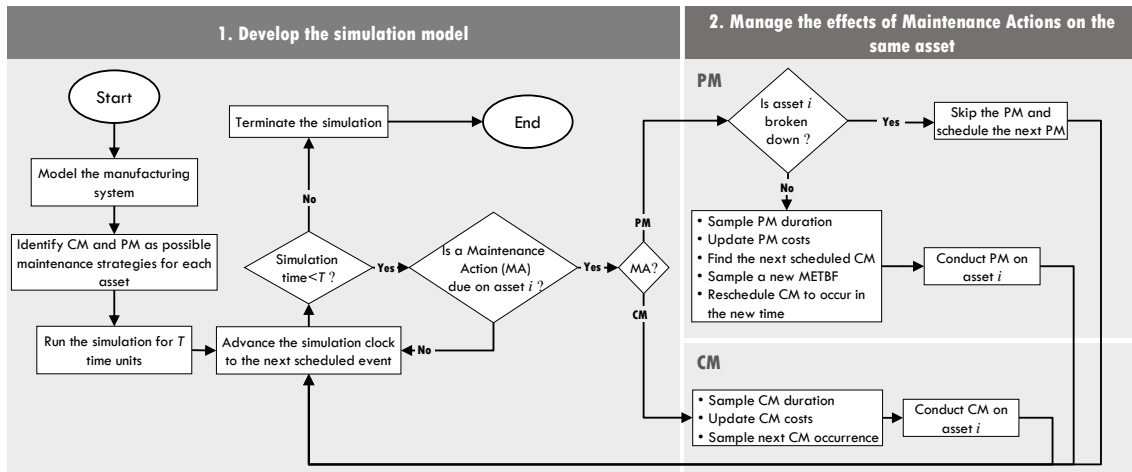 1. Develop the simulation model
2. Manage the effects of Maintenance Actions on the
same asset
Start
Model the manufacturing
system
Identify CM and PM as possible
maintenance strategies for each
asset
Run the simulation for T
time units
Terminate the simulation
End
No
Simulation
time<T ?
Yes
Is a Maintenance
Action (MA)
due on asset i ?
Yes
No
Advance the simulation clock
to the next scheduled event
PM
MA?
CM
PM
Is asset i
broken
down ?
Yes
Skip the PM and
schedule the next PM
No
• Sample PM duration
• Update PM costs
• Find the next scheduled CM
• Sample a new METBF
• Reschedule CM to occur in
the new time
Conduct PM on
asset i
CM
• Sample CM duration
• Update CM costs
• Sample next CM occurrence
Conduct CM on
asset i